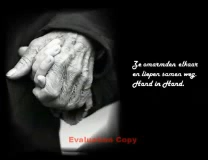 Ze omarmden elkaar
en liepen samen weg.
Hand in Hand.
Evaluation Copy